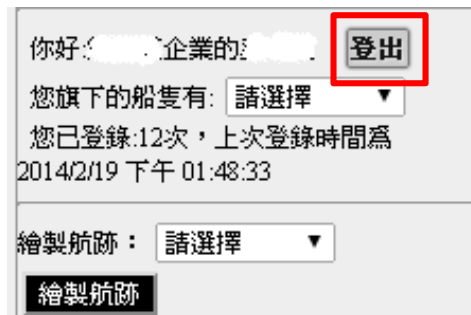 你好: 企業的 登出
您旗下的船隻有: 請選擇
您已登錄:12次，上次登錄時間爲
2014/2/19 下午 01:48:33
繪製航跡： 請選擇
繪製航跡